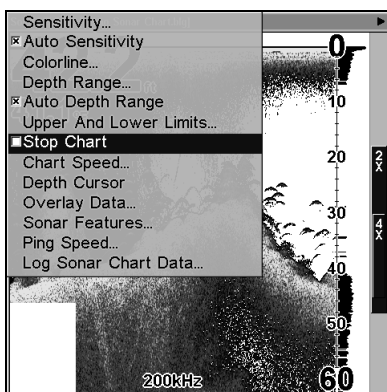 Sensitivity...
Auto Sensitivity
Colorline...
Depth Range...
Auto Depth Range
Upper And Lower Limits...
Stop Chart
Chart Speed...
Depth Cursor
Overlay Data...
Sonar Features...
Ping Speed...
Log Sonar Chart Data...
0
10
20
30
40
50
60
2X
4X
200kHz